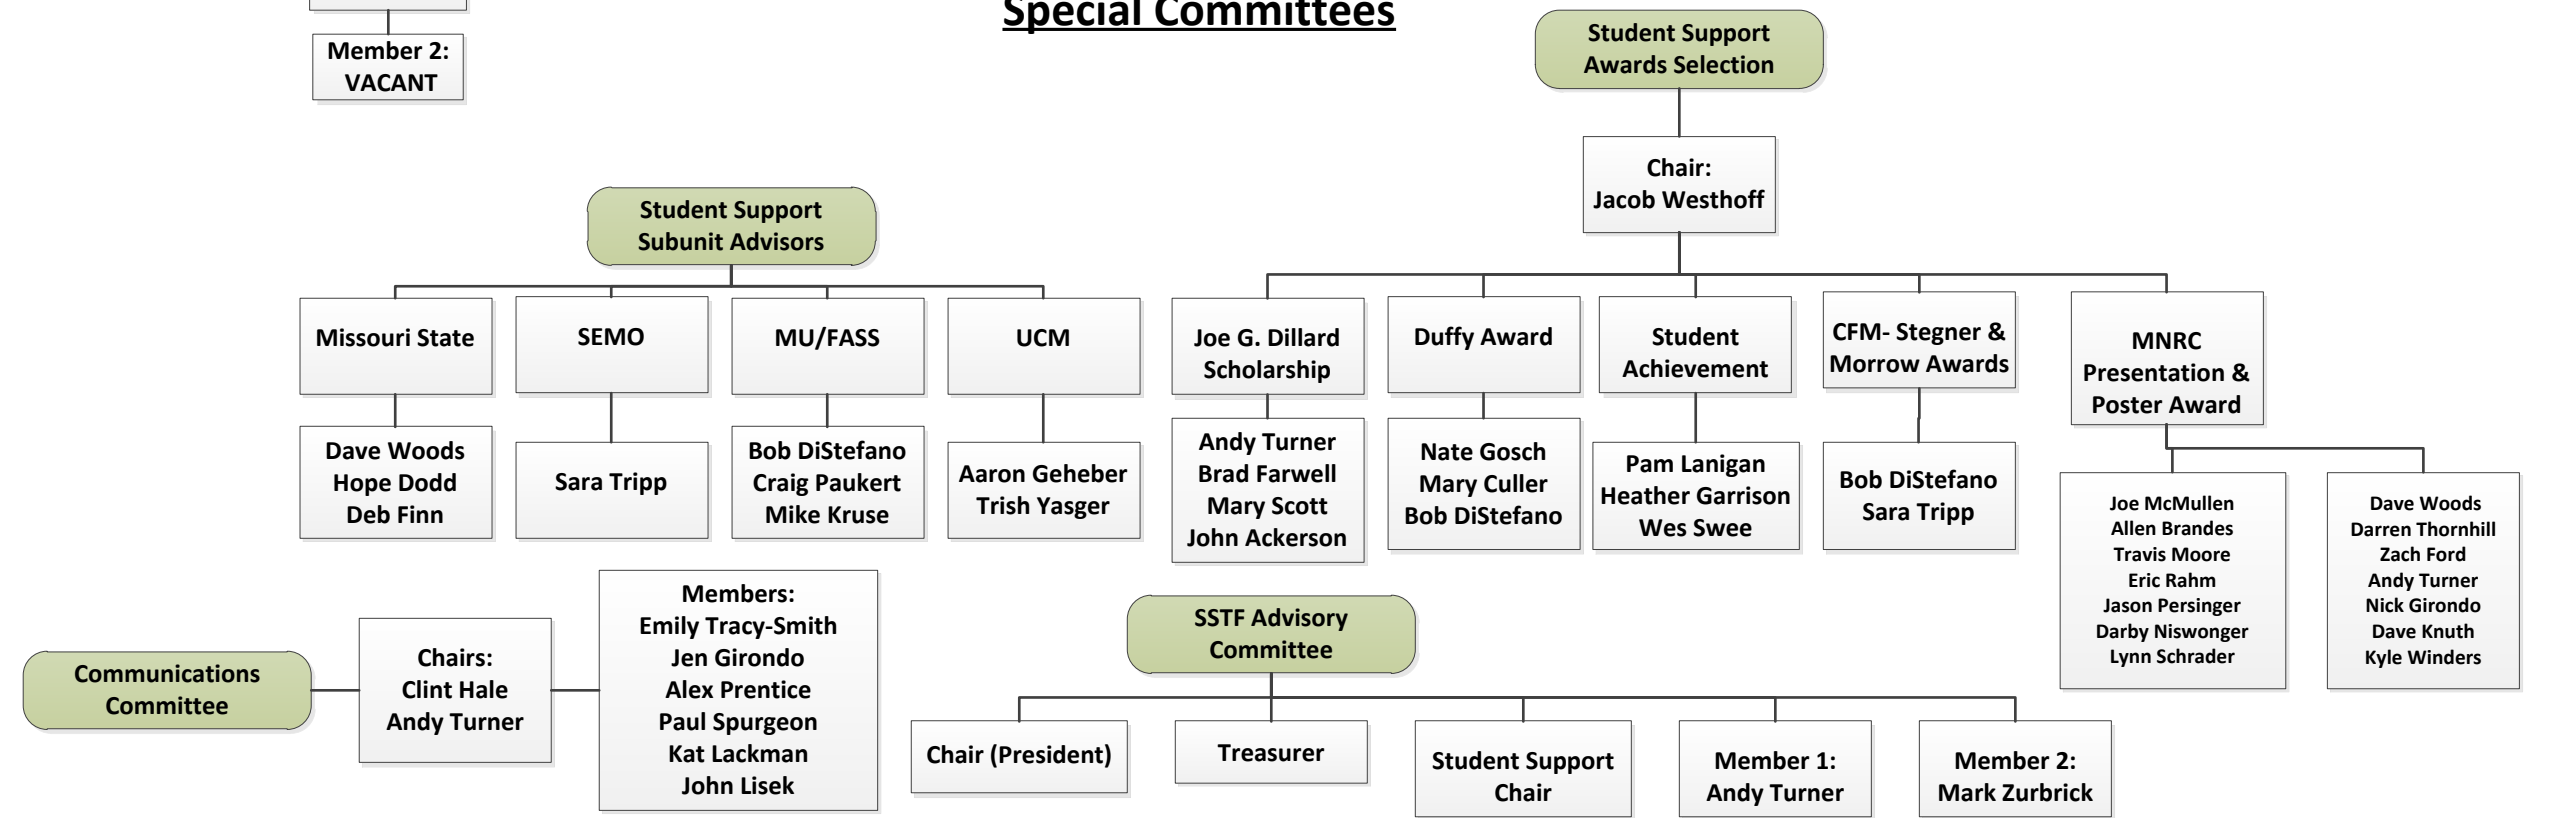 Special Committees
Member 2:
VACANT
Student Support
Awards Selection
Chair:
Jacob Westhoff
Student Support
Subunit Advisors
Missouri State
SEMO
MU/FASS
UCM
Dave Woods
Hope Dodd
Deb Finn
Sara Tripp
Bob DiStefano
Craig Paukert
Mike Kruse
Aaron Geheber
Trish Yasger
Joe G. Dillard
Scholarship
Duffy Award
Student
Achievement
CFM- Stegner &
Morrow Awards
MNRC
Presentation &
Poster Award
Andy Turner
Brad Farwell
Mary Scott
John Ackerson
Nate Gosch
Mary Culler
Bob DiStefano
Pam Lanigan
Heather Garrison
Wes Swee
Bob DiStefano
Sara Tripp
Joe McMullen
Allen Brandes
Travis Moore
Eric Rahm
Jason Persinger
Darby Niswonger
Lynn Schrader
Dave Woods
Darren Thornhill
Zach Ford
Andy Turner
Nick Girondo
Dave Knuth
Kyle Winders
Communications
Committee
Chairs:
Clint Hale
Andy Turner
Members:
Emily Tracy-Smith
Jen Girondo
Alex Prentice
Paul Spurgeon
Kat Lackman
John Lisek
SSTF Advisory
Committee
Chair (President)
Treasurer
Student Support
Chair
Member 1:
Andy Turner
Member 2:
Mark Zurbrick